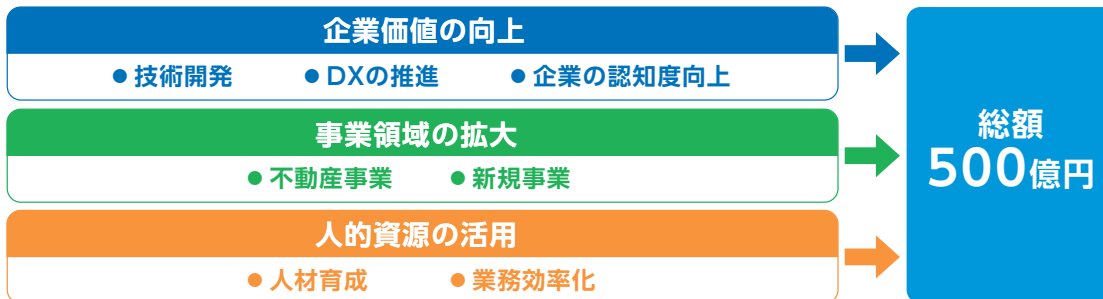 企業価値の向上
● 技術開発 ● DXの推進 ● 企業の認知度向上
事業領域の拡大
● 不動産事業 ● 新規事業
人的資源の活用
● 人材育成 ● 業務効率化
総額
500億円